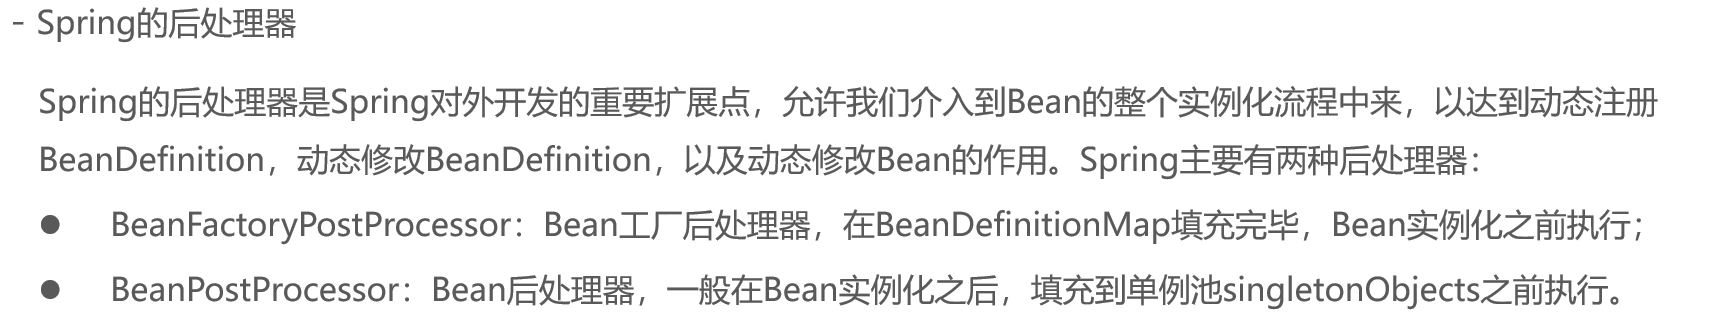 - Spring的后处理器
Spring的后处理器是Spring对外开发的重要扩展点，允许我们介入到Bean的整个实例化流程中来，以达到动态注册
BeanDefinition，动态修改BeanDefinition，以及动态修改Bean的作用。Spring主要有两种后处理器：
● BeanFactoryPostProcessor：Bean工厂后处理器，在BeanDefinitionMap填充完毕，Bean实例化之前执行；
● BeanPostProcessor：Bean后处理器，一般在Bean实例化之后，填充到单例池singletonObjects之前执行。